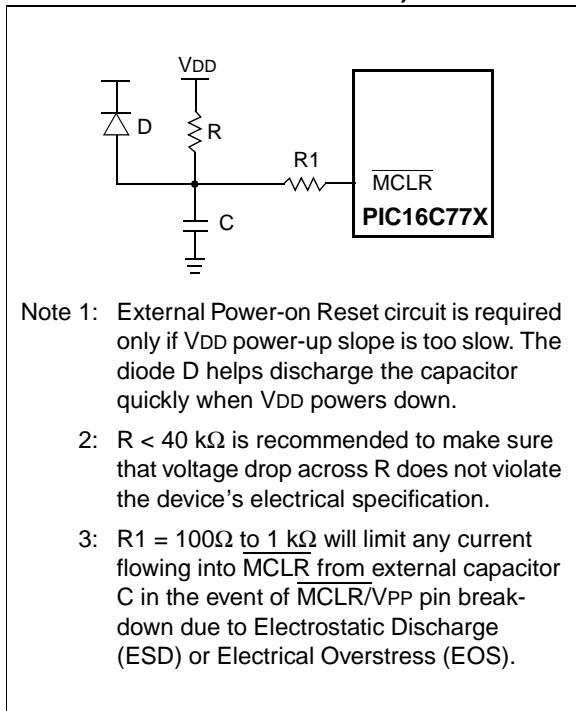 VDD
D
R
R1
MCLR
PIC16C77X
C
Note 1: External Power-on Reset circuit is required
only if VDD power-up slope is too slow. The
diode D helps discharge the capacitor
quickly when VDD powers down.
2: R < 40 kΩ is recommended to make sure
that voltage drop across R does not violate
the device's electrical specification.
3: R1 = 100Ω to 1 kΩ will limit any current
flowing into MCLR from external capacitor
C in the event of MCLR/VPP pin break-
down due to Electrostatic Discharge
(ESD) or Electrical Overstress (EOS).